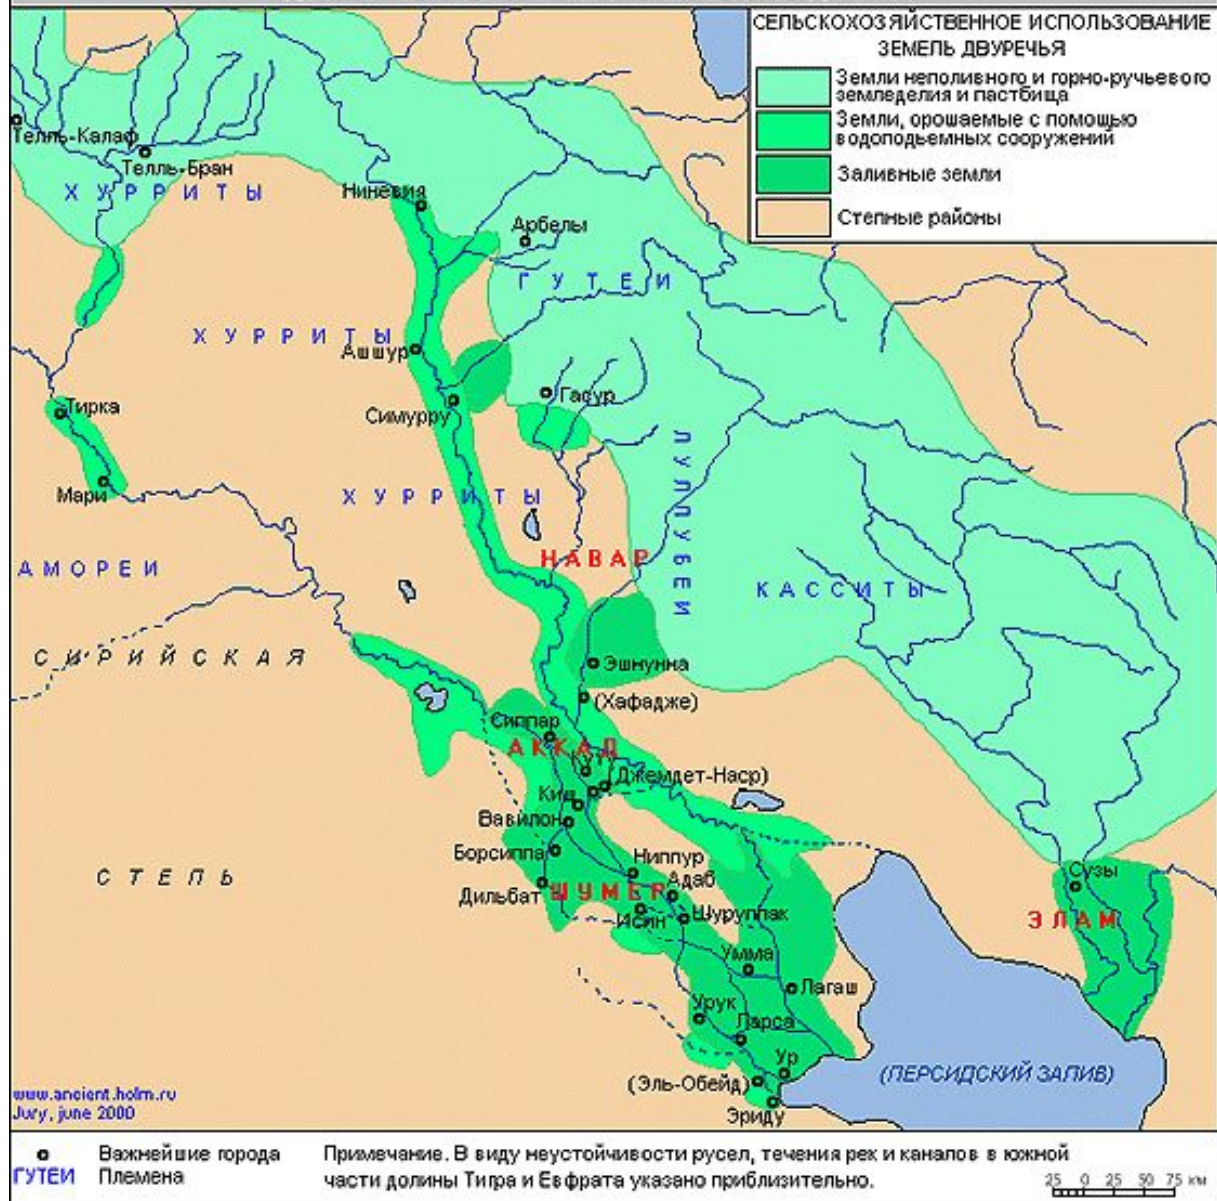 СЕЛЬСКОХОЗЯЙСТВЕННОЕ ИСПОЛЬЗОВАНИЕ
ЗЕМЕЛЬ ДВУРЕЧЬЯ
Земли неполивного и горно-ручьевого
земледелия и пастбища
Земли, орошаемые с помощью
водоподьемных сооружений
Заливные земли
Степные районы
Телль-Калаф
Телль-Бран
ХУРРИТЫ
Ниневия
Арбелы
ГУТЕИ
ХУРРИТЫ
Ашшур
Гасур
Тирка
Симурру
ЛУЛЛУБЕИ
Мари
ХУРРИТЫ
НАВАР
АМОРЕИ
КАССИТЫ
СИРИЙСКАЯ
Эшнунна
(Хафадже)
Сиппар
АККАД
(Джемдет-Наср)
Киш
Вавилон
Борсиппа
Ниппур
Сузы
СТЕПЬ
Адаб
Дильбат
ШУМЕР
Исин
Шуруппак
ЭЛАМ
Умма
Лагаш
Урук
Ларса
Ур
(Эль-Обейд)
(ПЕРСИДСКИЙ ЗАЛИВ)
Эриду
www.ancient.holm.ru
Jury, june 2000
Важнейшие города
ГУТЕИ Племена
Примечание. В виду неустойчивости русел, течения рек и каналов в южной
части долины Тигра и Евфрата указано приблизительно.
25 0 25 50 75 км